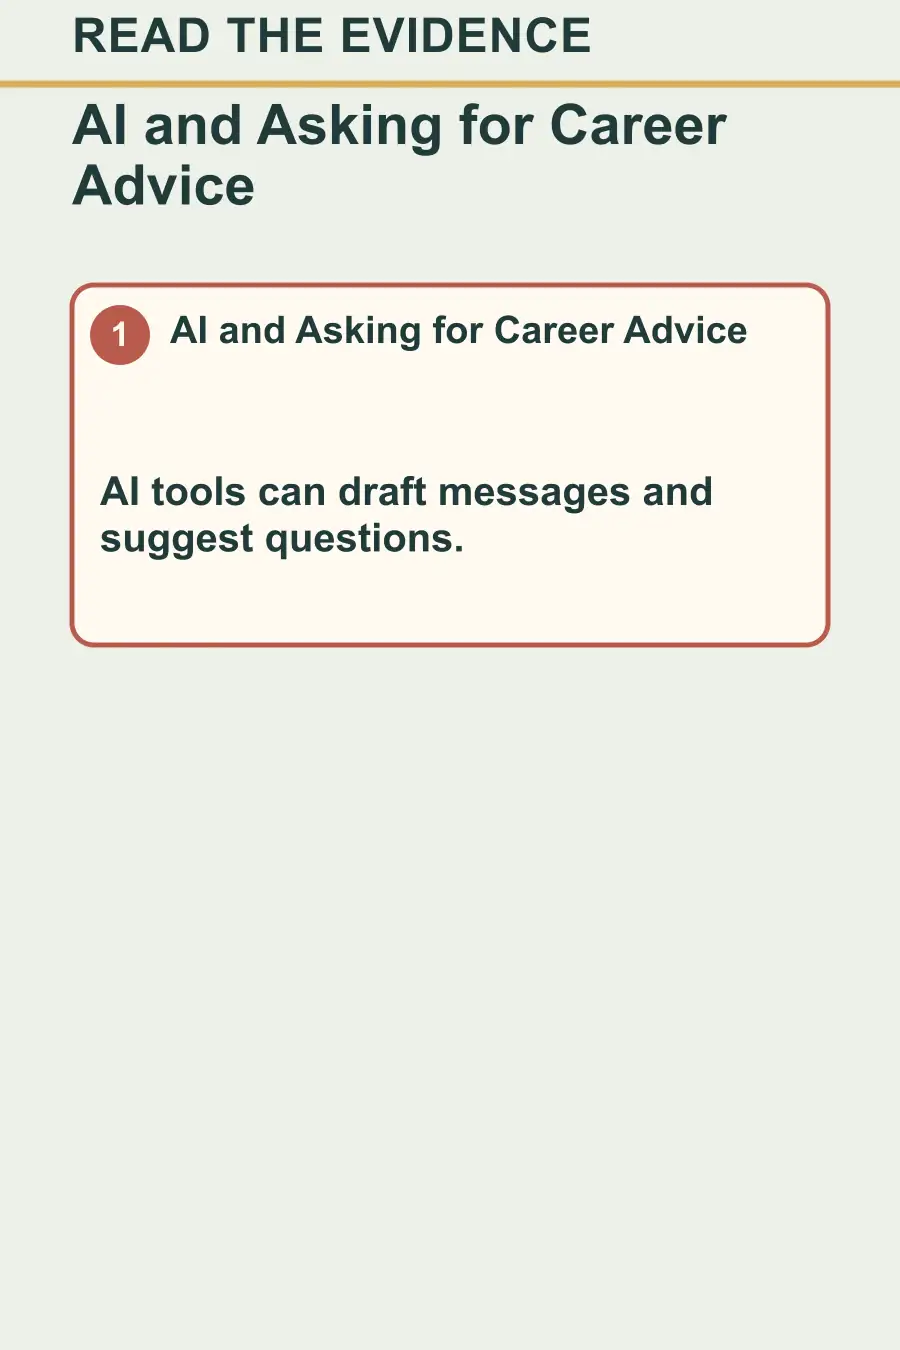 READ THE EVIDENCE
AI and Asking for Career
Advice
1 AI and Asking for Career Advice
AI tools can draft messages and
suggest questions.